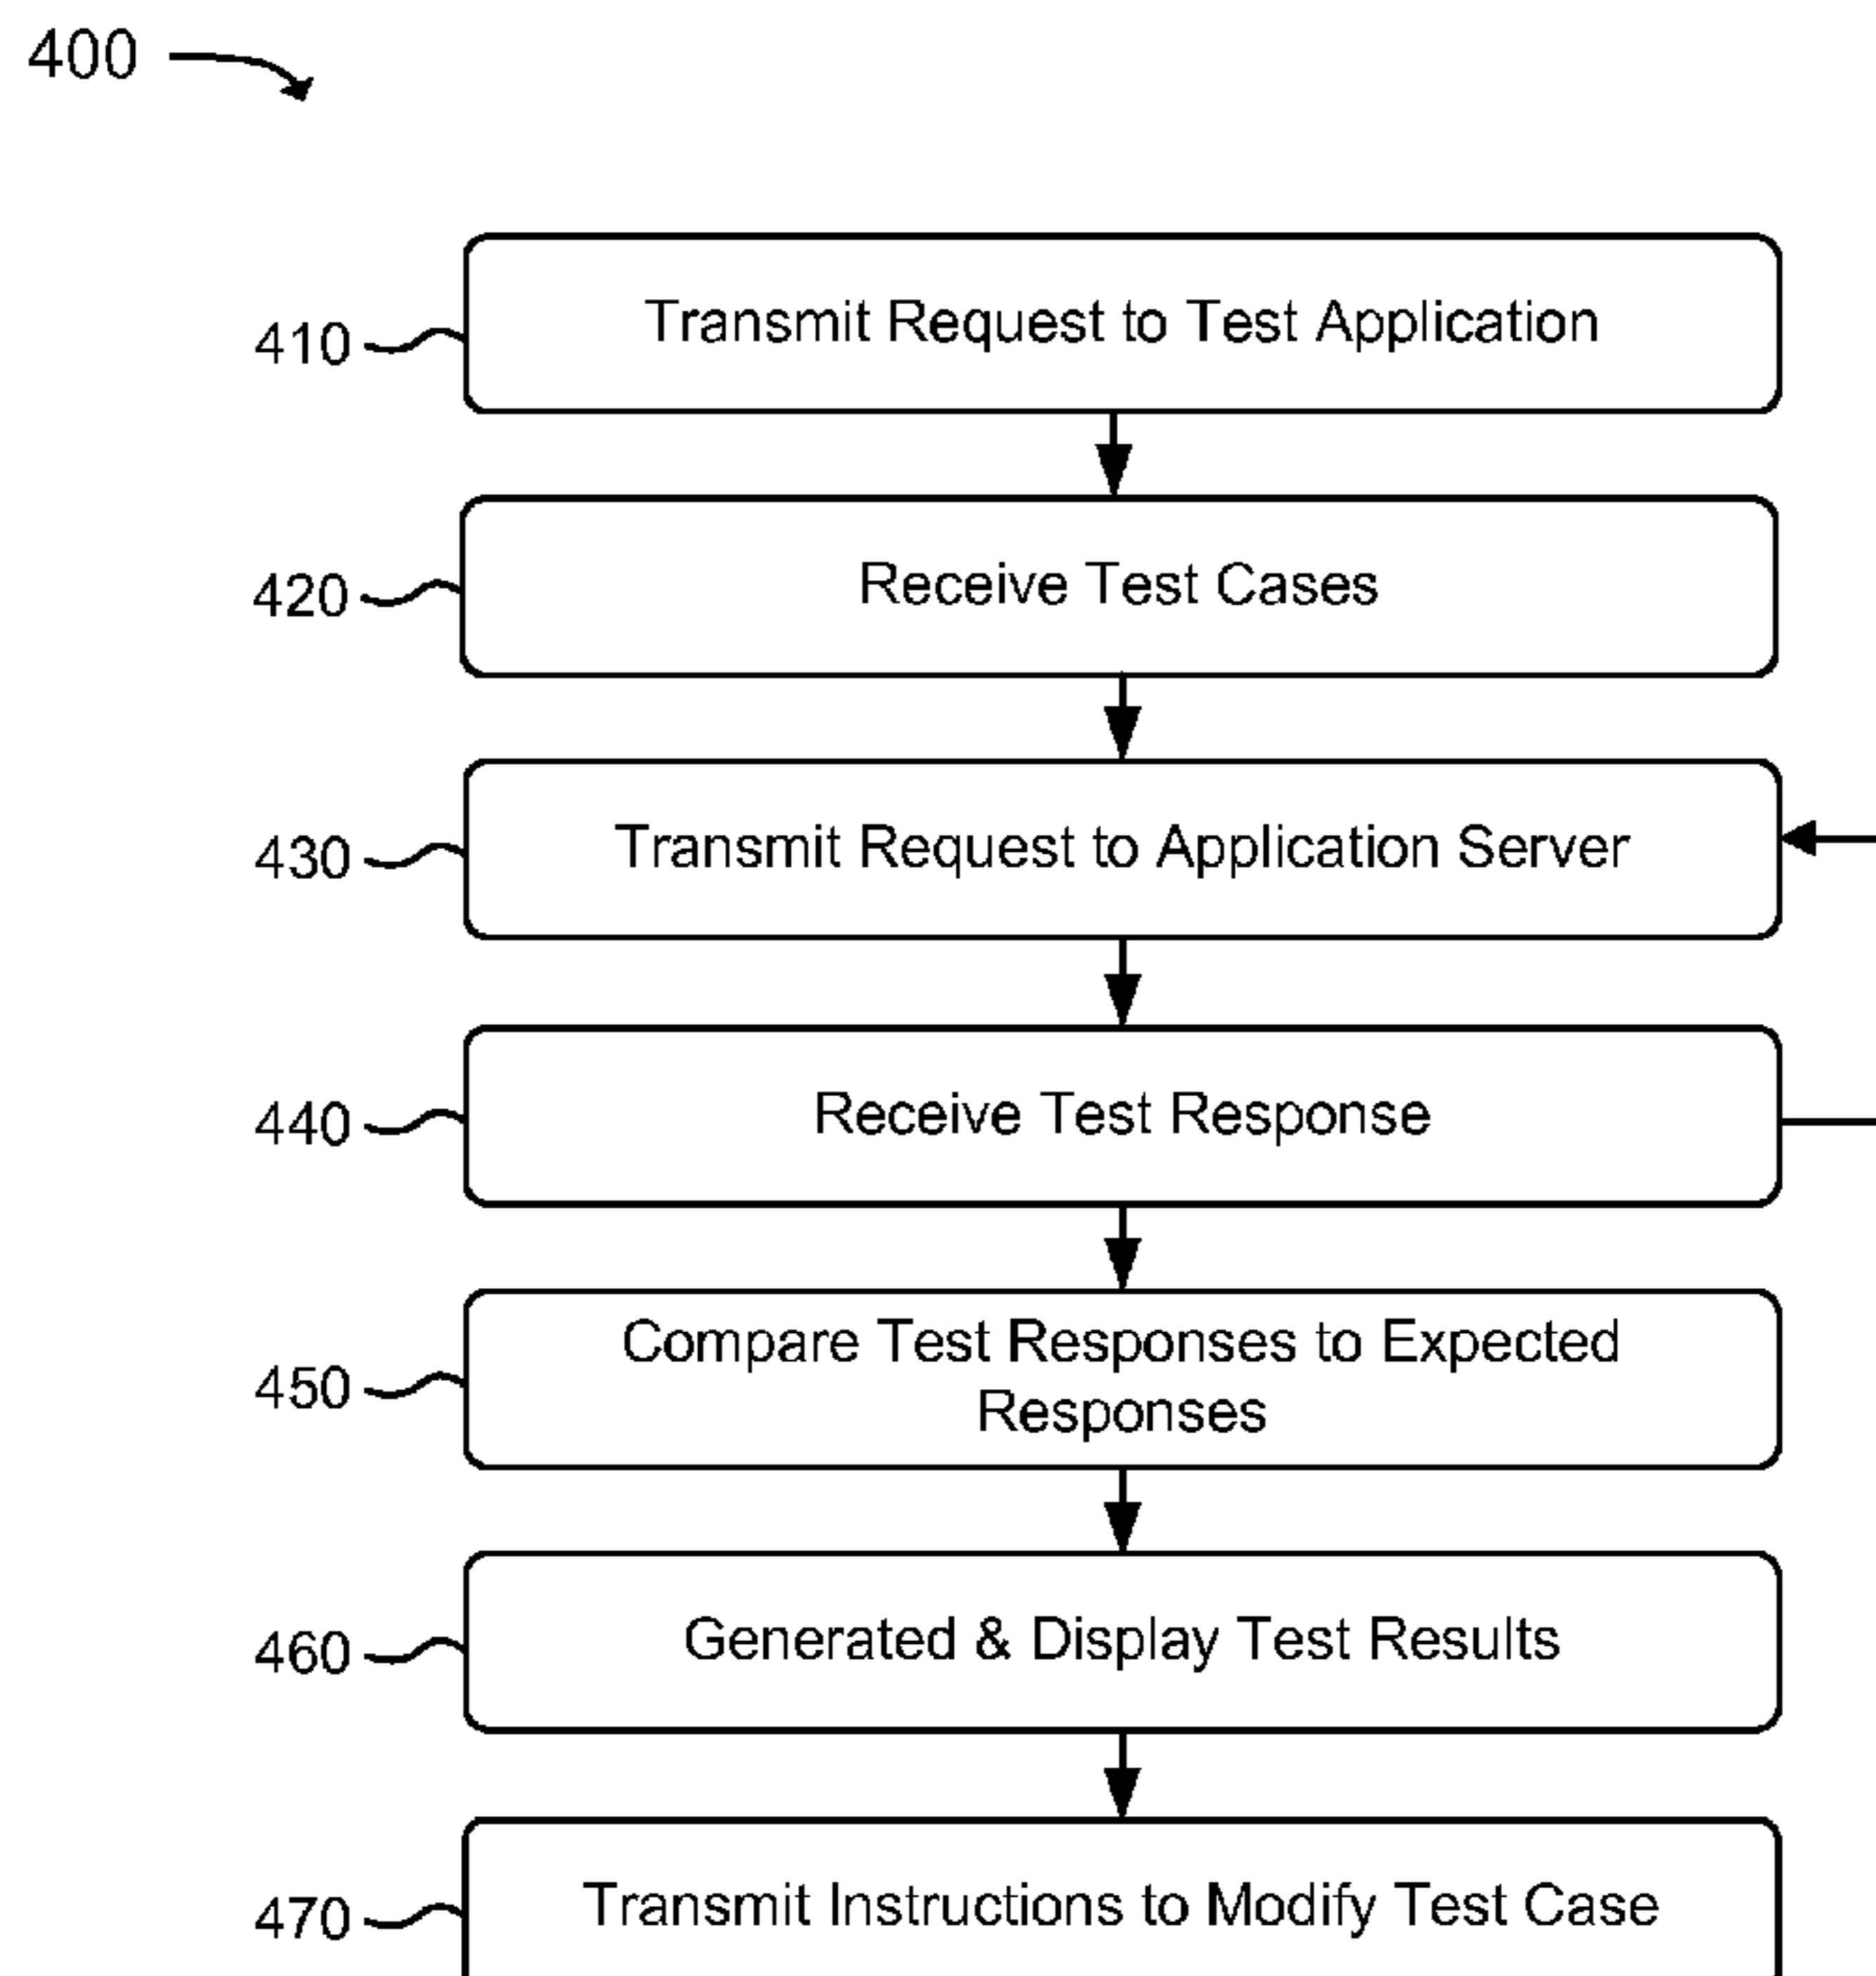 400
410
Transmit Request to Test Application
420
Receive Test Cases
430
Transmit Request to Application Server
440
Receive Test Response
450
Compare Test Responses to Expected
Responses
460
Generated & Display Test Results
470
Transmit Instructions to Modify Test Case